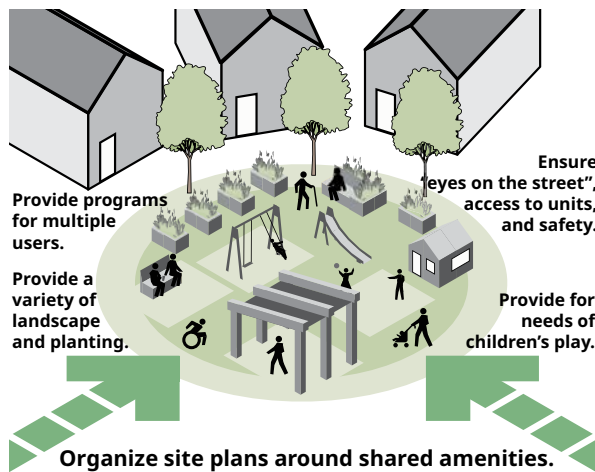 Ensure
“eyes on the street”,
access to units,
and safety.
Provide programs
for multiple
users.
Provide a
variety of
landscape
and planting.
Provide for
needs of
children’s play.
Organize site plans around shared amenities.